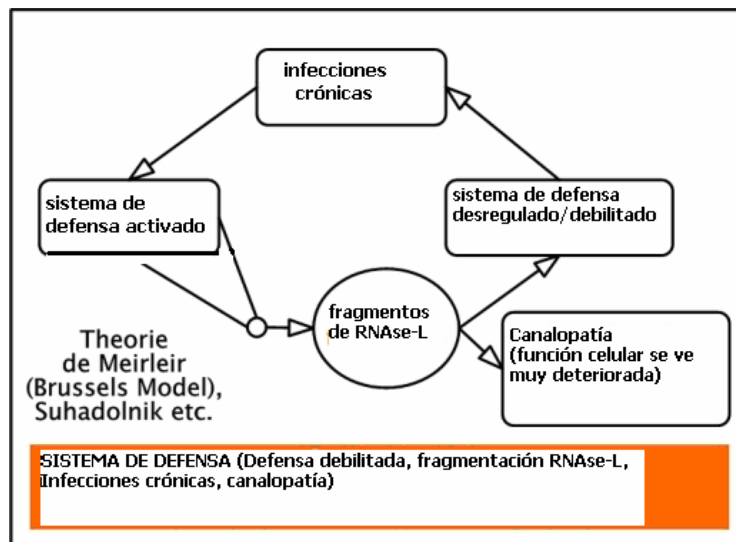 infecciones
crónicas
sistema de
defensa activado
sistema de defensa
desregulado/debilitado
fragmentos
de RNAse-L
Canalopatía
(función celular se ve
muy deteriorada)
Theorie
de Meirleir
(Brussels Model),
Suhadolnik etc.
SISTEMA DE DEFENSA (Defensa debilitada, fragmentación RNAse-L,
Infecciones crónicas, canalopatía)